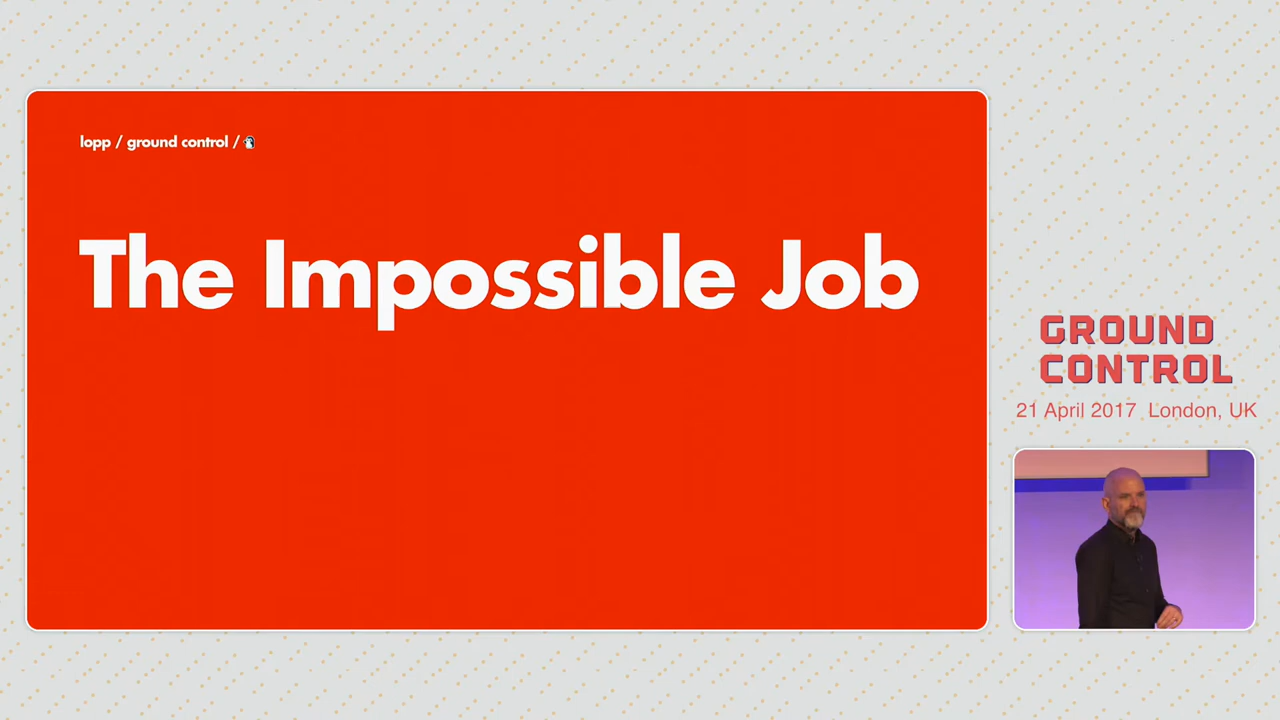 lopp / ground control /
The Impossible Job
GROUND
CONTROL
21 April 2017 London, UK